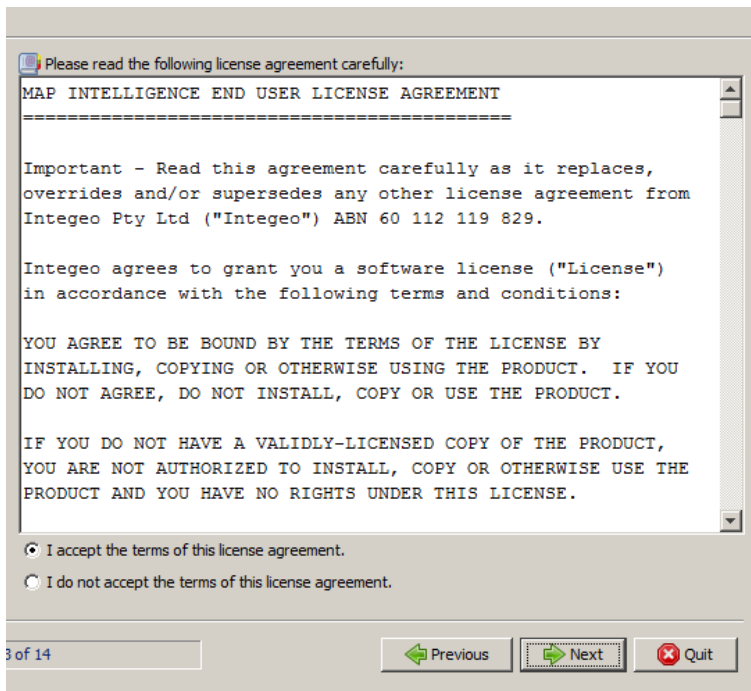 Please read the following license agreement carefully:
MAP INTELLIGENCE END USER LICENSE AGREEMENT
============================================
Important - Read this agreement carefully as it replaces,
overrides and/or supersedes any other license agreement from
Integeo Pty Ltd ("Integeo") ABN 60 112 119 829.
Integeo agrees to grant you a software license ("License")
in accordance with the following terms and conditions:
YOU AGREE TO BE BOUND BY THE TERMS OF THE LICENSE BY
INSTALLING, COPYING OR OTHERWISE USING THE PRODUCT.  IF YOU
DO NOT AGREE, DO NOT INSTALL, COPY OR USE THE PRODUCT.
IF YOU DO NOT HAVE A VALIDLY-LICENSED COPY OF THE PRODUCT,
YOU ARE NOT AUTHORIZED TO INSTALL, COPY OR OTHERWISE USE THE
PRODUCT AND YOU HAVE NO RIGHTS UNDER THIS LICENSE.
I accept the terms of this license agreement.
I do not accept the terms of this license agreement.
3 of 14
Previous
Next
Quit